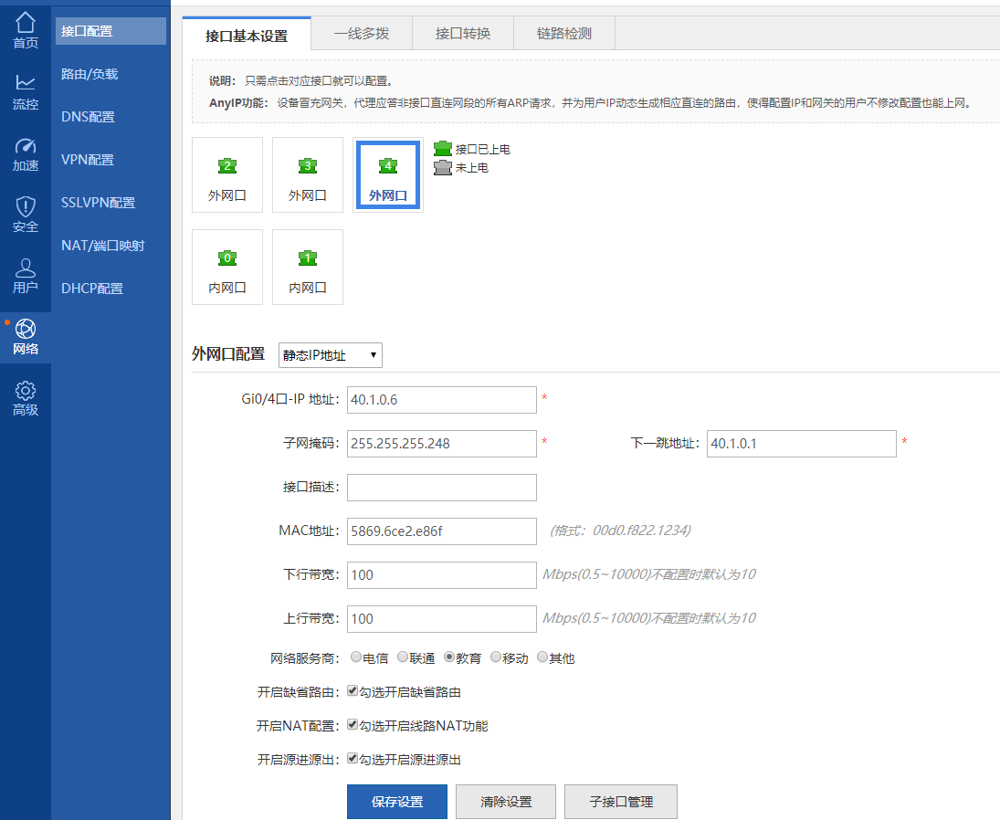 首页
流控
加速
安全
用户
网络
高级
接口配置
路由/负载
DNS配置
VPN配置
SSLVPN配置
NAT/端口映射
DHCP配置
接口基本设置 一线多拨 接口转换 链路检测
说明： 只需点击对应接口就可以配置。
AnyIP功能： 设备冒充网关，代理应答非接口直连网段的所有ARP请求，并为用户IP动态生成相应直连的路由，使得配置IP和网关的用户不修改配置也能上网。
2 3 4 接口已上电
未上电
外网口 外网口 外网口
0 1
内网口 内网口
外网口配置 静态IP地址
Gi0/4口-IP 地址： 40.1.0.6 *
子网掩码： 255.255.255.248 * 下一跳地址： 40.1.0.1 *
接口描述：
MAC地址： 5869.6ce2.e86f (格式：00d0.f822.1234)
下行带宽： 100 Mbps(0.5~10000)不配置时默认为10
上行带宽： 100 Mbps(0.5~10000)不配置时默认为10
网络服务商： 电信 联通 教育 移动 其他
开启缺省路由： 勾选开启缺省路由
开启NAT配置： 勾选开启线路NAT功能
开启源进源出： 勾选开启源进源出
保存设置 清除设置 子接口管理